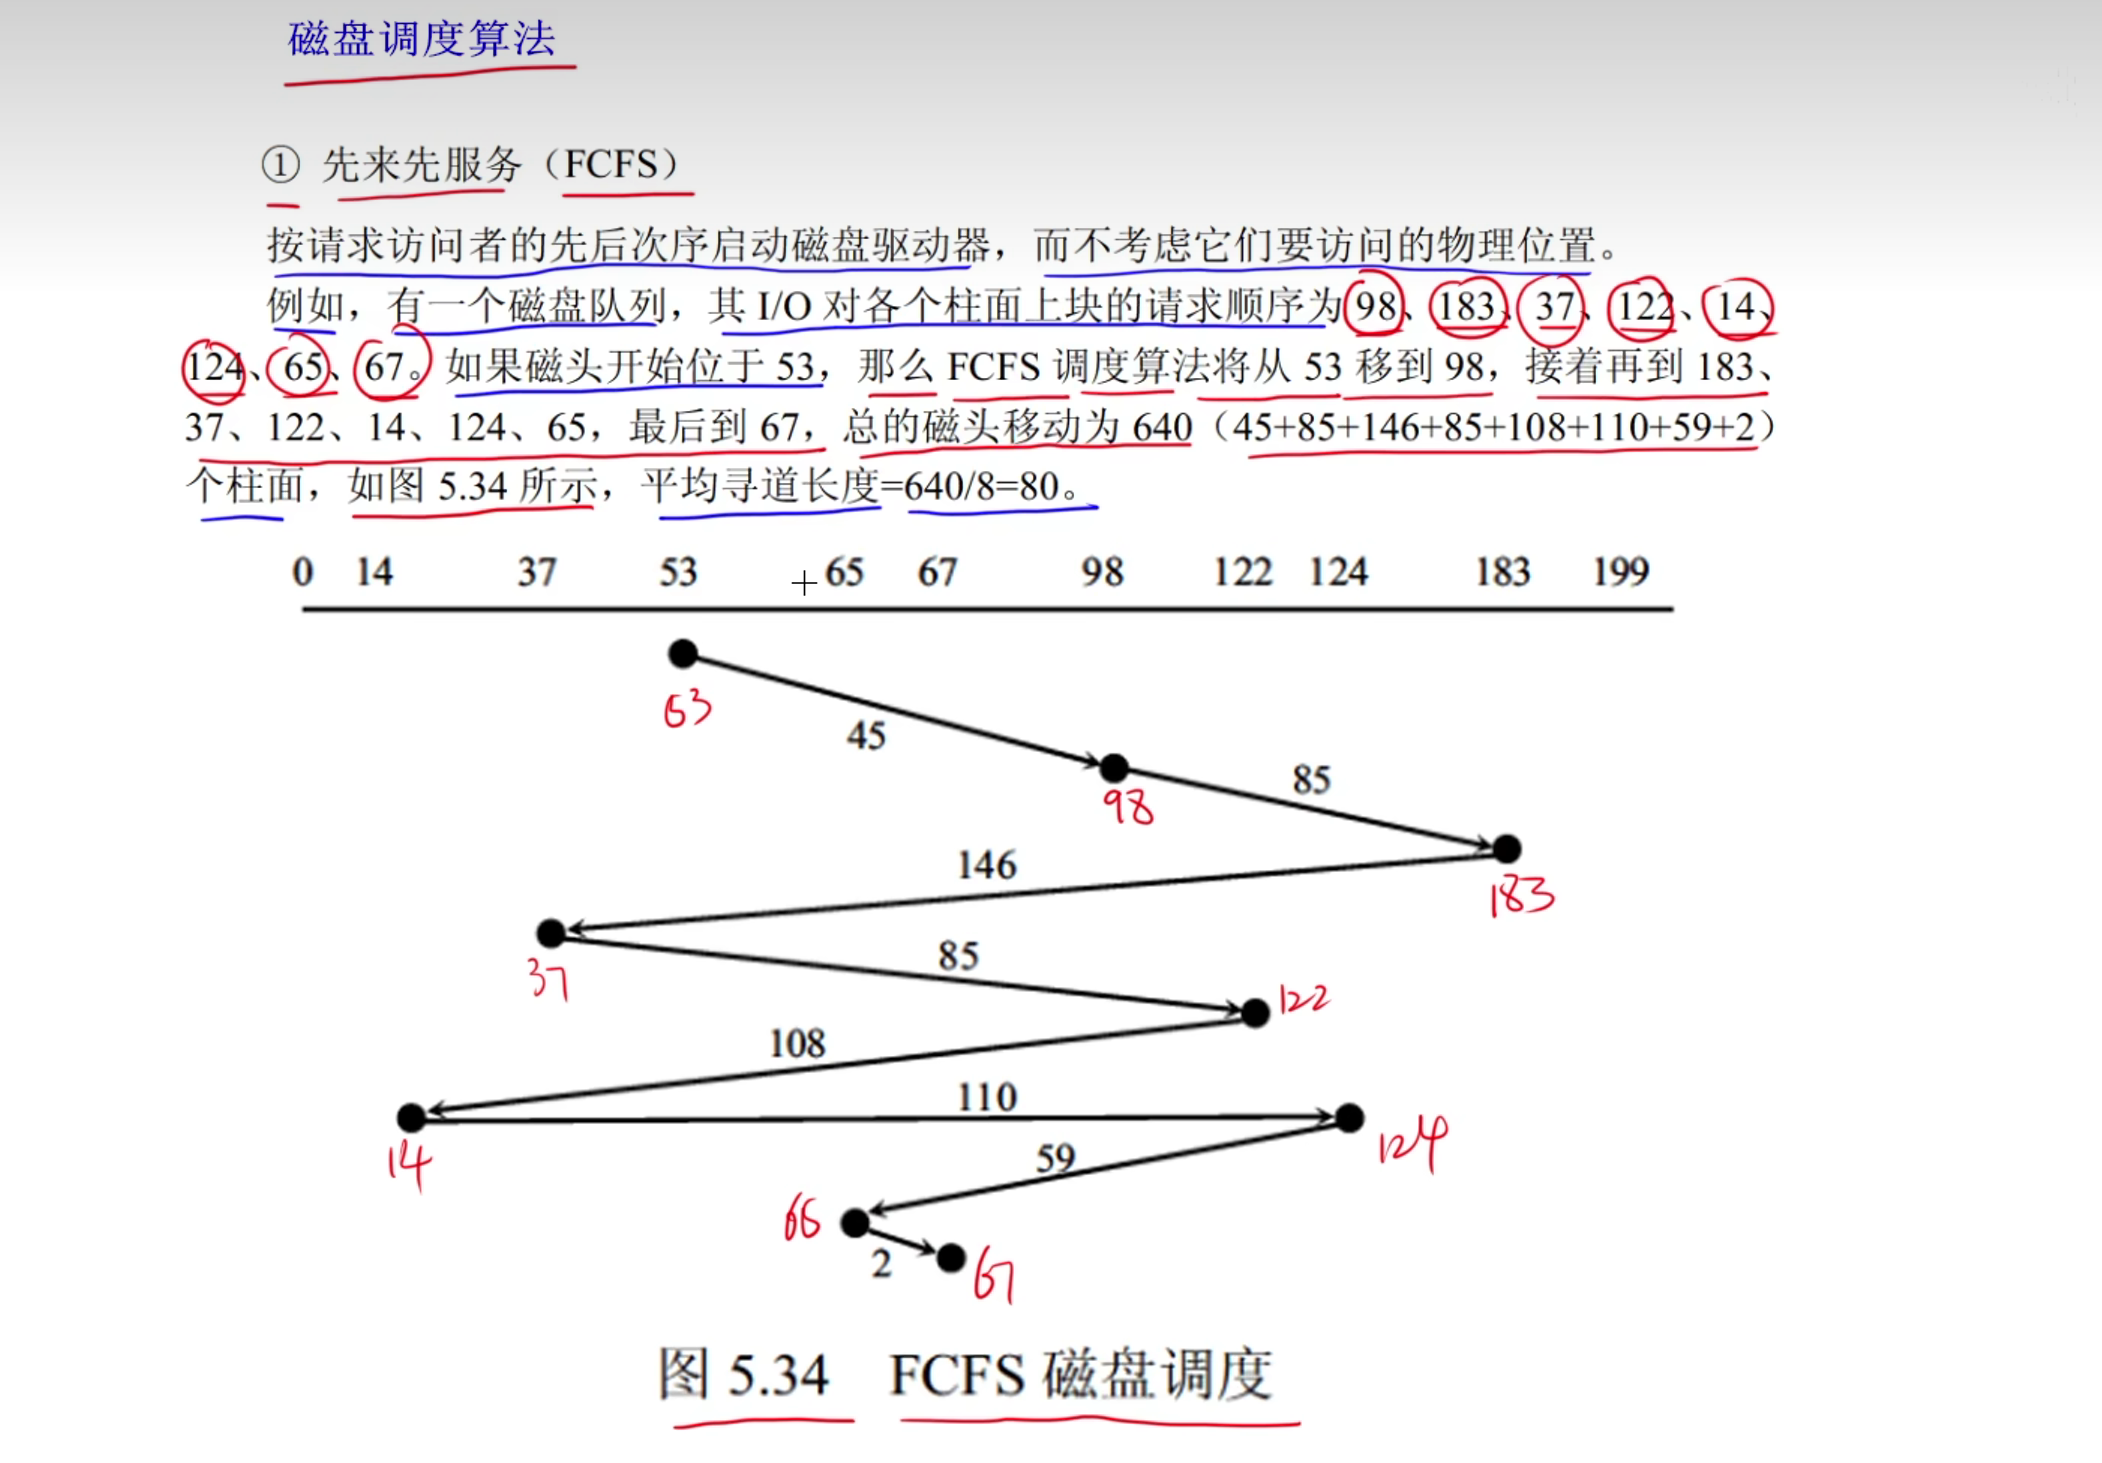 磁盘调度算法
① 先来先服务（FCFS）
按请求访问者的先后次序启动磁盘驱动器，而不考虑它们要访问的物理位置。
例如，有一个磁盘队列，其 I/O 对各个柱面上块的请求顺序为 98、183、37、122、14、
124、65、67。如果磁头开始位于 53，那么 FCFS 调度算法将从 53 移到 98，接着再到 183、
37、122、14、124、65，最后到 67，总的磁头移动为 640（45+85+146+85+108+110+59+2）
个柱面，如图 5.34 所示，平均寻道长度=640/8=80。
0 14 37 53 65 67 98 122 124 183 199
53
45
98
85
183
146
37
85
122
108
14
110
124
59
65
2
67
图 5.34 FCFS 磁盘调度